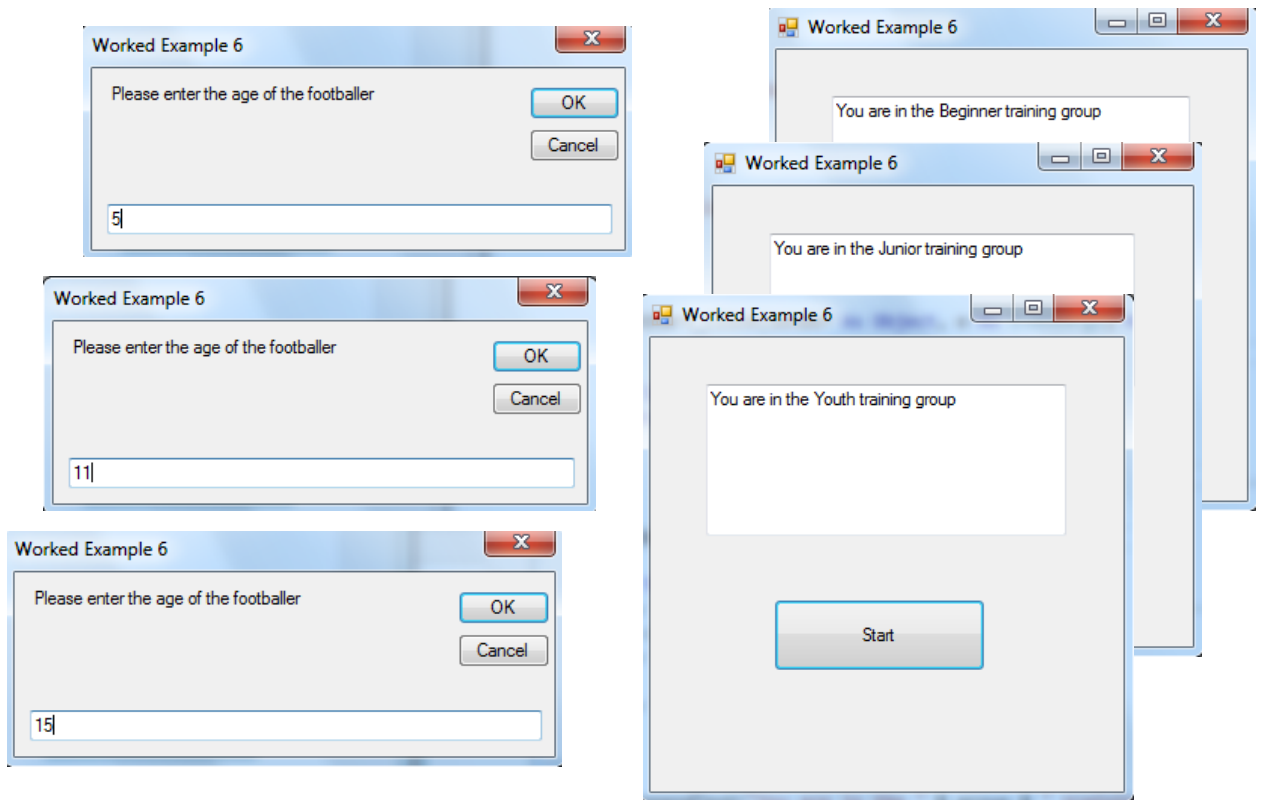 Worked Example 6
Please enter the age of the footballer
OK
Cancel
5
Worked Example 6
Please enter the age of the footballer
OK
Cancel
11
Worked Example 6
Please enter the age of the footballer
OK
Cancel
15
Worked Example 6
You are in the Beginner training group
Worked Example 6
You are in the Junior training group
Worked Example 6
You are in the Youth training group
Start